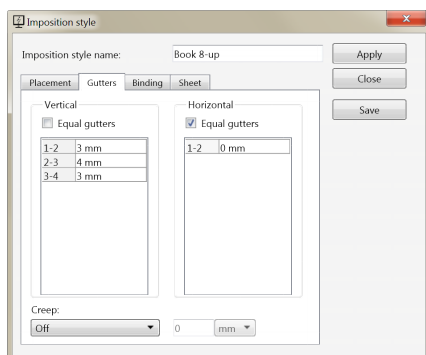 Imposition style
x
Imposition style name:
Book 8-up
Apply
Close
Save
Placement Gutters Binding Sheet
Vertical
Equal gutters
1-2 3 mm
2-3 4 mm
3-4 3 mm
Horizontal
Equal gutters
1-2 0 mm
Creep:
Off
0 mm